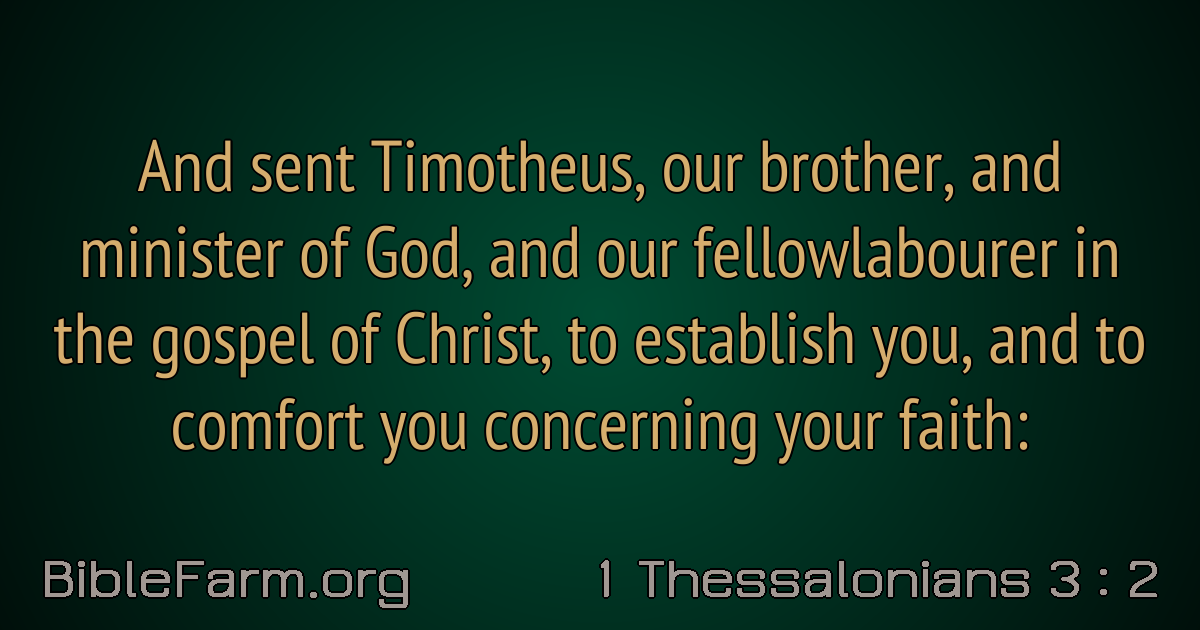 And sent Timotheus, our brother, and
minister of God, and our fellowlabourer in
the gospel of Christ, to establish you, and to
comfort you concerning your faith:
BibleFarm.org
1 Thessalonians 3 : 2